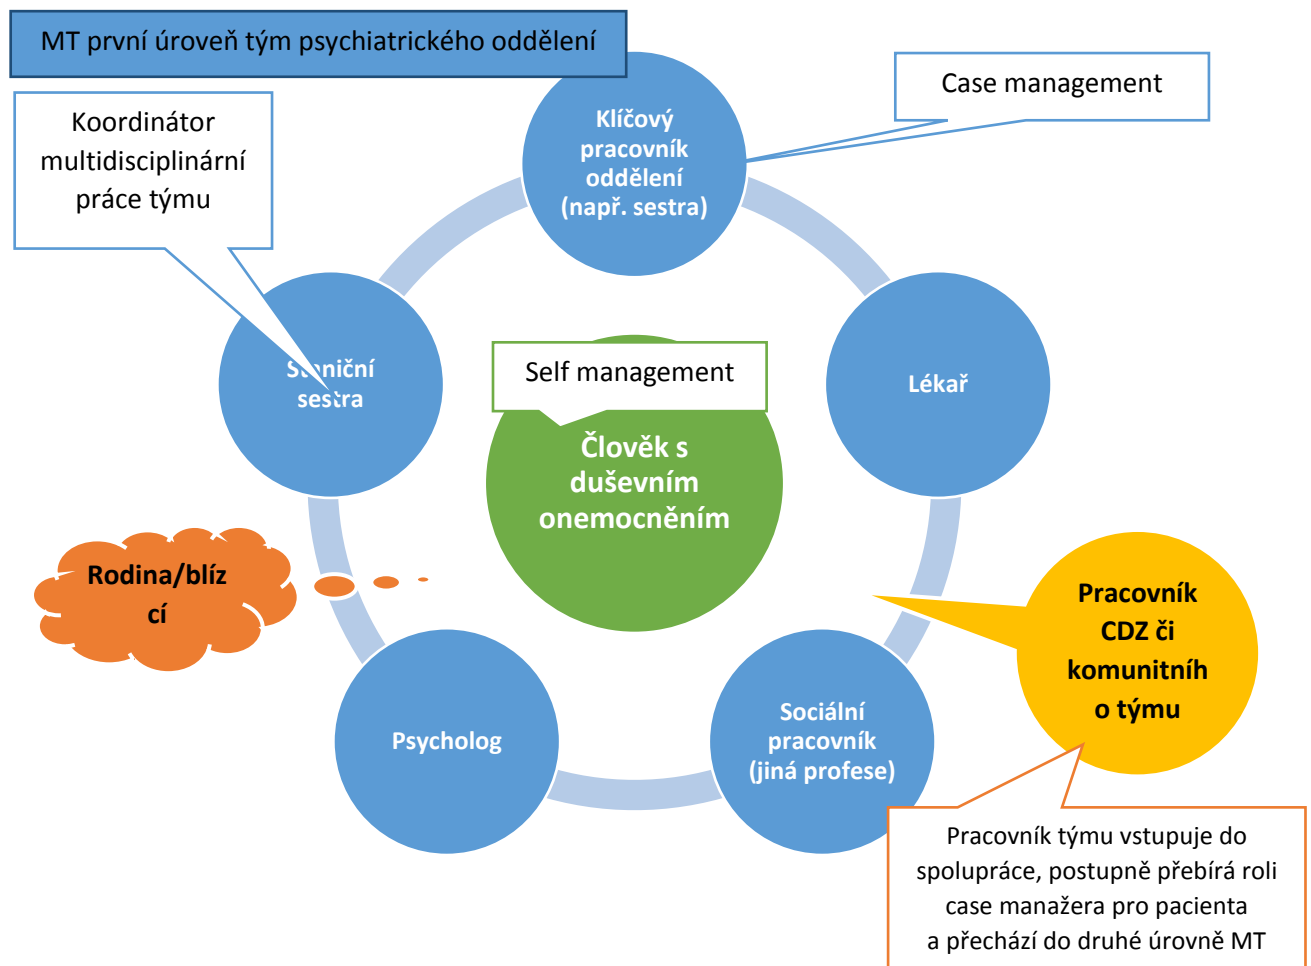 MT první úroveň tým psychiatrického oddělení
Case management
Koordinátor
multidisciplinární
práce týmu
Klíčový
pracovník
oddělení
(např. sestra)
Staniční
sestra
Self management
Lékař
Člověk s
duševním
onemocněním
Rodina/blíz
cí
Pracovník
CDZ či
komunitníh
o týmu
Psycholog
Sociální
pracovník
(jiná profese)
Pracovník týmu vstupuje do
spolupráce, postupně přebírá roli
case manažera pro pacienta
a přechází do druhé úrovně MT